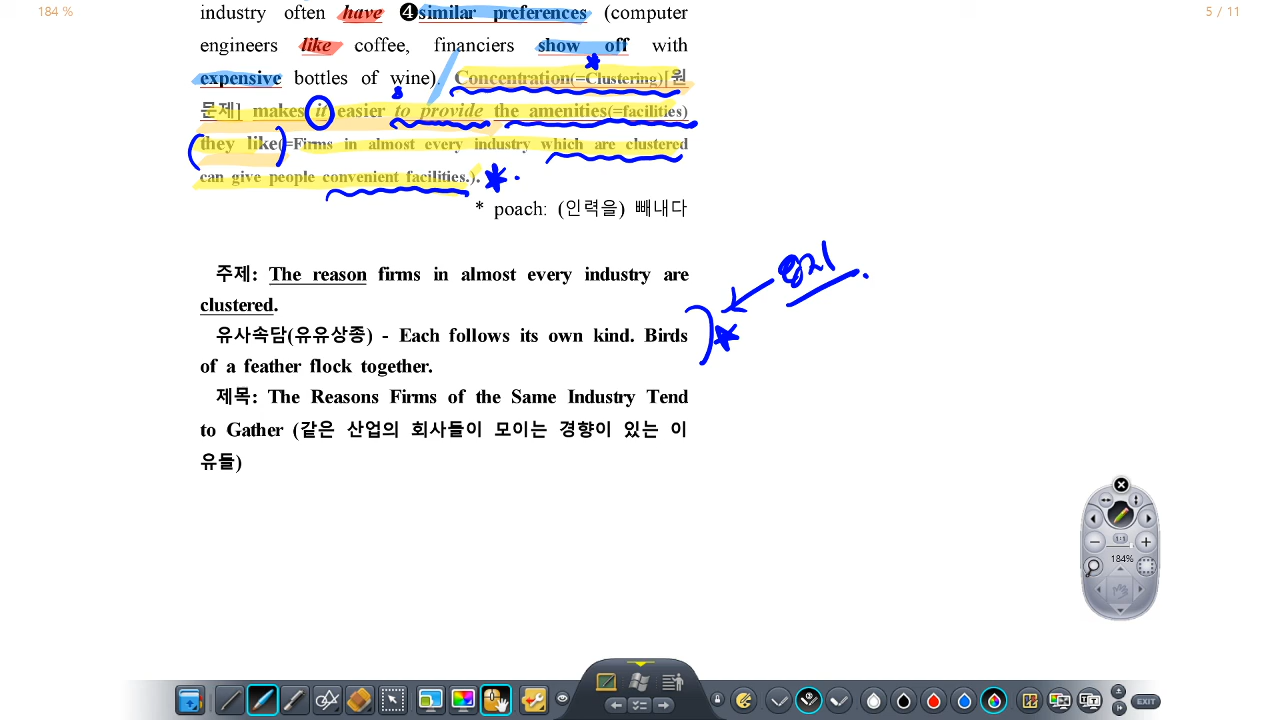 184 %
5 / 11
industry often have ❹similar preferences (computer
engineers like coffee, financiers show off with
expensive bottles of wine). Concentration(=Clustering)[원
문제] makes it easier to provide the amenities(=facilities)
they like(=Firms in almost every industry which are clustered
can give people convenient facilities.).
* poach: (인력을) 빼내다
주제: The reason firms in almost every industry are
clustered.
유사속담(유유상종) - Each follows its own kind. Birds
of a feather flock together.
제목: The Reasons Firms of the Same Industry Tend
to Gather (같은 산업의 회사들이 모이는 경향이 있는 이
유들)
1:1
184%
EXIT